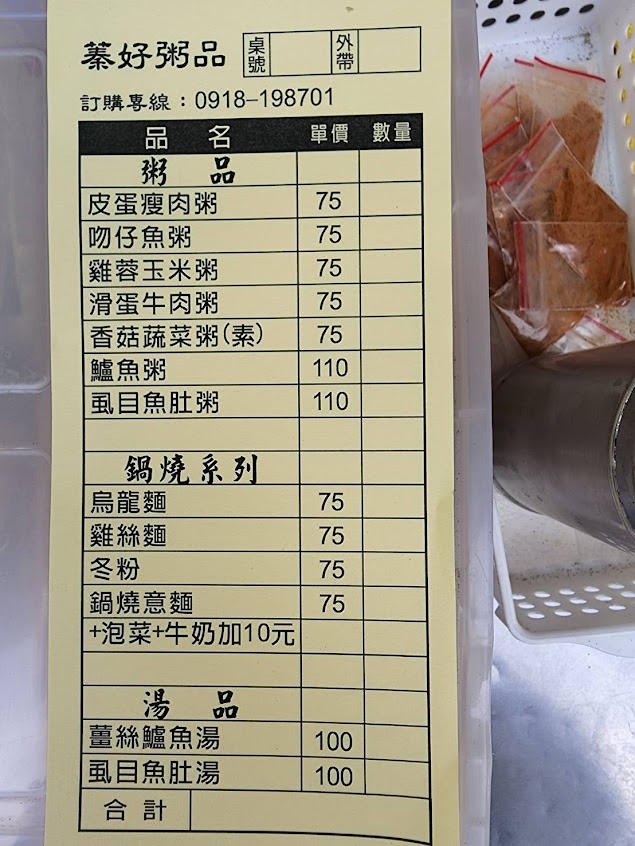 蓁好粥品 桌號 外帶
訂購專線：0918-198701
品名 單價 數量
粥品
皮蛋瘦肉粥 75
吻仔魚粥 75
雞蓉玉米粥 75
滑蛋牛肉粥 75
香菇蔬菜粥(素) 75
鱸魚粥 110
虱目魚肚粥 110
鍋燒系列
烏龍麵 75
雞絲麵 75
冬粉 75
鍋燒意麵 75
+泡菜+牛奶加10元
湯品
薑絲鱸魚湯 100
虱目魚肚湯 100
合計